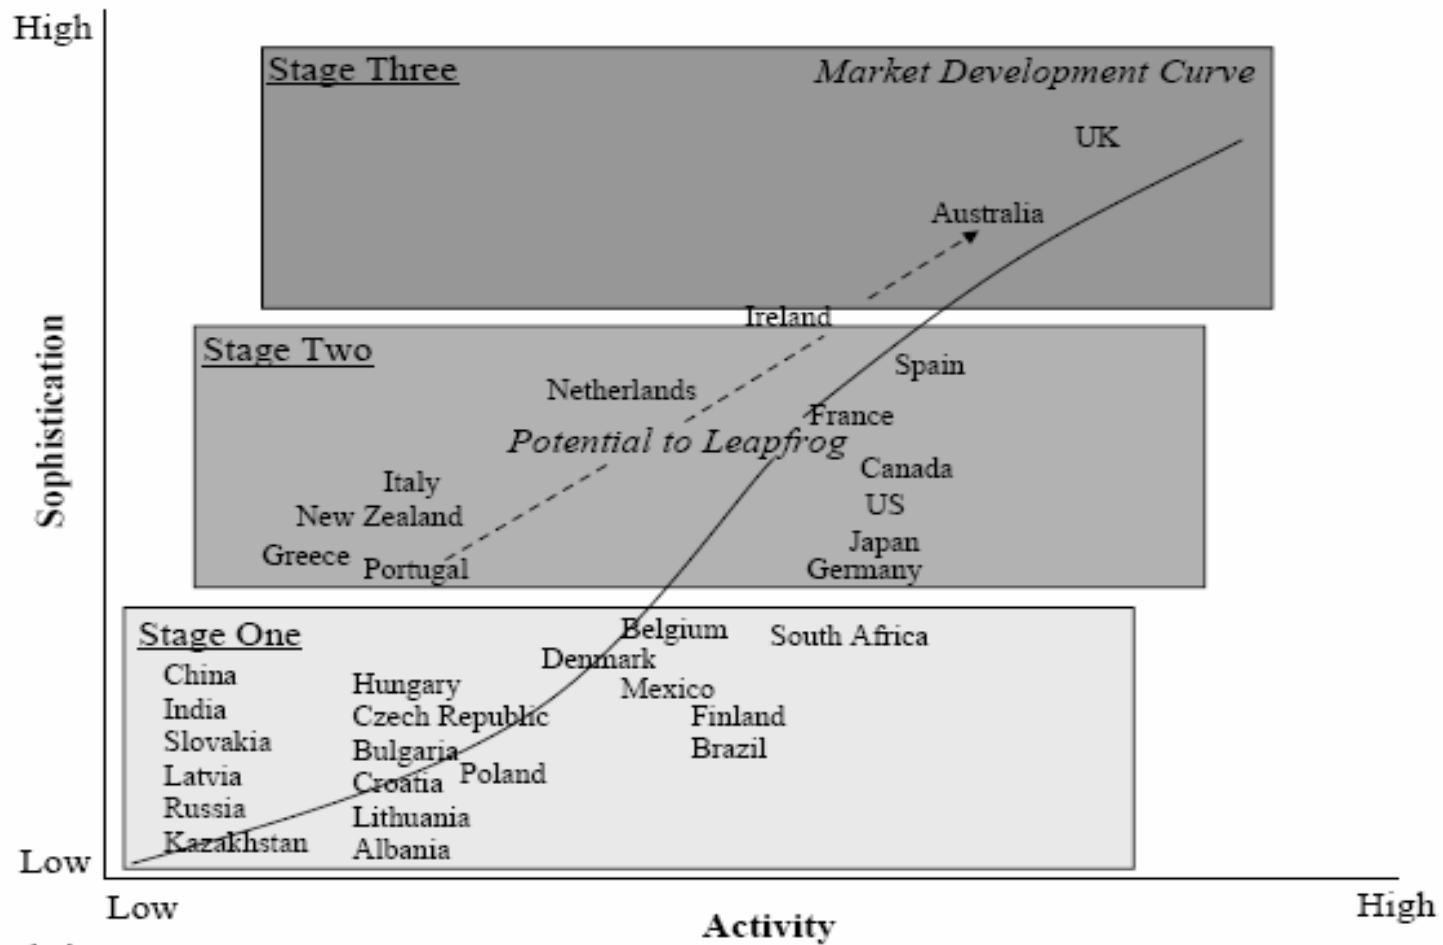 High
Stage Three
Market Development Curve
UK
Australia
Ireland
Stage Two
Spain
Netherlands
France
Potential to Leapfrog
Canada
Italy
US
New Zealand
Japan
Greece
Portugal
Germany
Sophistication
Stage One
Belgium
South Africa
Denmark
China
Hungary
Mexico
India
Czech Republic
Finland
Slovakia
Bulgaria
Brazil
Latvia
Croatia
Poland
Russia
Lithuania
Kazakhstan
Albania
Low
Low
High
Activity